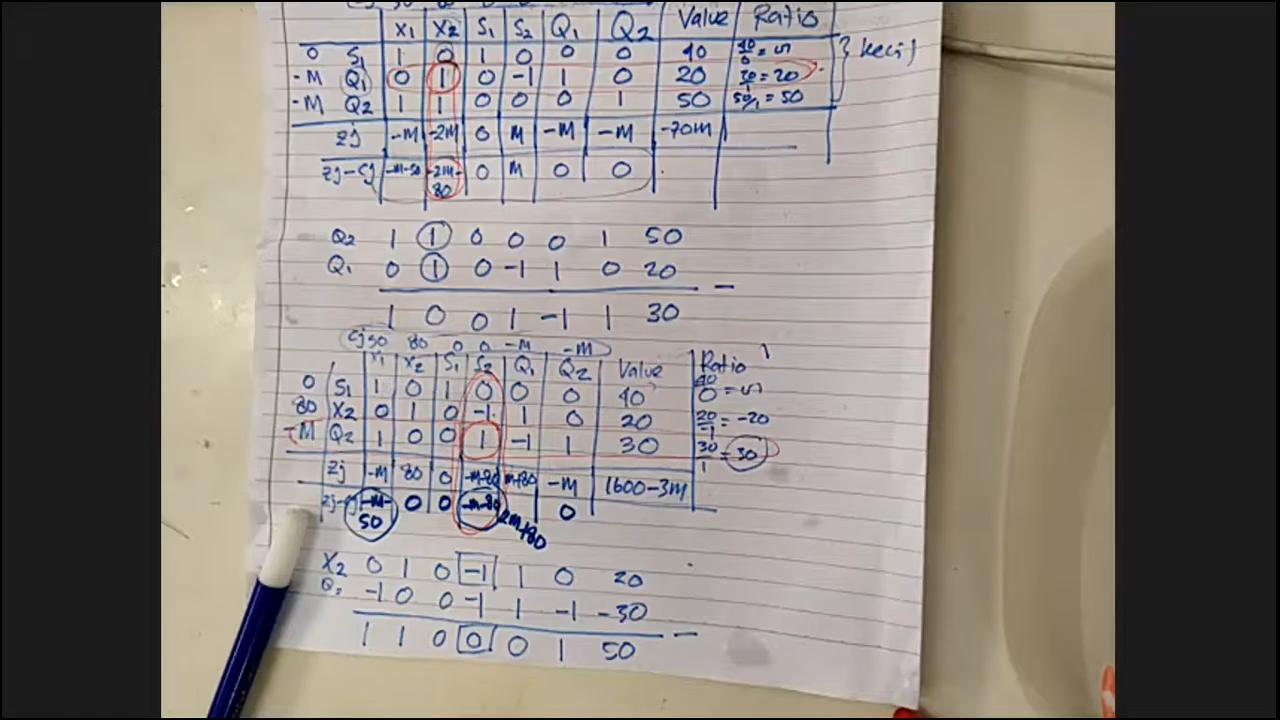 X1 X2 S1 S2 Q1 Q2 Value Ratio
0 S1 1 0 1 0 0 0 40 40/0 = ∽
-M Q1 0 1 0 -1 1 0 20 20/1 = 20 } kecil
-M Q2 1 1 0 0 0 1 50 50/1 = 50
zj -M -2M 0 M -M -M -70M
zj-cj -M-50 -2M-80 0 M 0 0
Q2 1 1 0 0 0 1 50
Q1 0 1 0 -1 1 0 20 -
1 0 0 1 -1 1 30
cj 50 80 0 0 -M -M
X1 X2 S1 S2 Q1 Q2 Value Ratio
0 S1 1 0 1 0 0 0 40 40/0 = ∽
80 X2 0 1 0 -1 1 0 20 20/-1 = -20
-M Q2 1 0 0 1 -1 1 30 30/1 = 30
zj -M 80 0 -M-80 M+80 -M 1600-3M
zj-cj -M-50 0 0 -M-80 2M+80 0
X2 0 1 0 -1 1 0 20
-1 0 0 -1 1 -1 -30 -
1 1 0 0 0 1 50